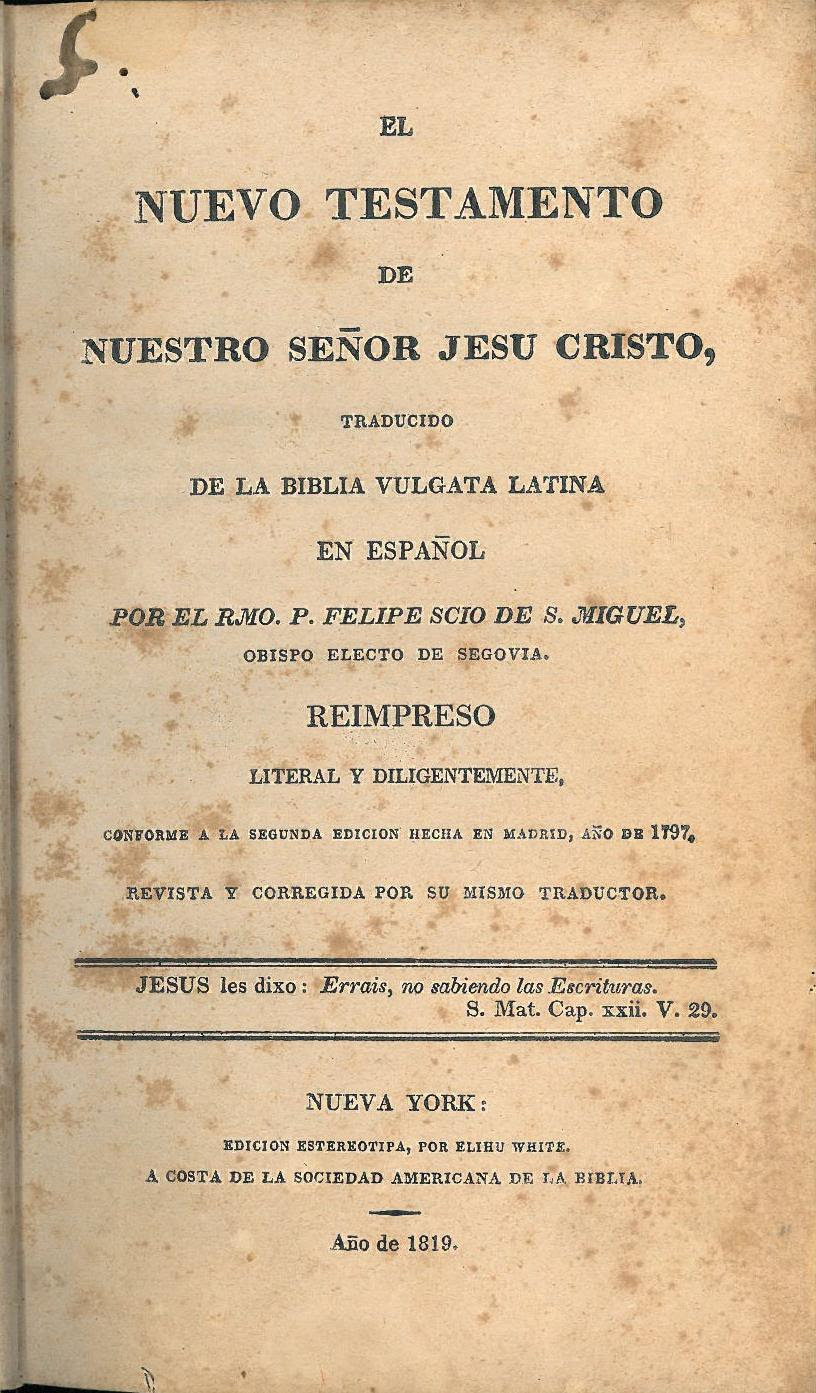 EL
NUEVO TESTAMENTO
DE
NUESTRO SEÑOR JESU CRISTO,
TRADUCIDO
DE LA BIBLIA VULGATA LATINA
EN ESPAÑOL
POR EL RMO. P. FELIPE SCIO DE S. MIGUEL,
OBISPO ELECTO DE SEGOVIA.
REIMPRESO
LITERAL Y DILIGENTEMENTE,
CONFORME A LA SEGUNDA EDICION HECHA EN MADRID, AÑO DE 1797,
REVISTA Y CORREGIDA POR SU MISMO TRADUCTOR.
JESUS les dixo: Errais, no sabiendo las Escrituras.
S. Mat. Cap. xxii. V. 29.
NUEVA YORK:
EDICION ESTEREOTIPA, POR ELIHU WHITE.
A COSTA DE LA SOCIEDAD AMERICANA DE LA BIBLIA.
Año de 1819.